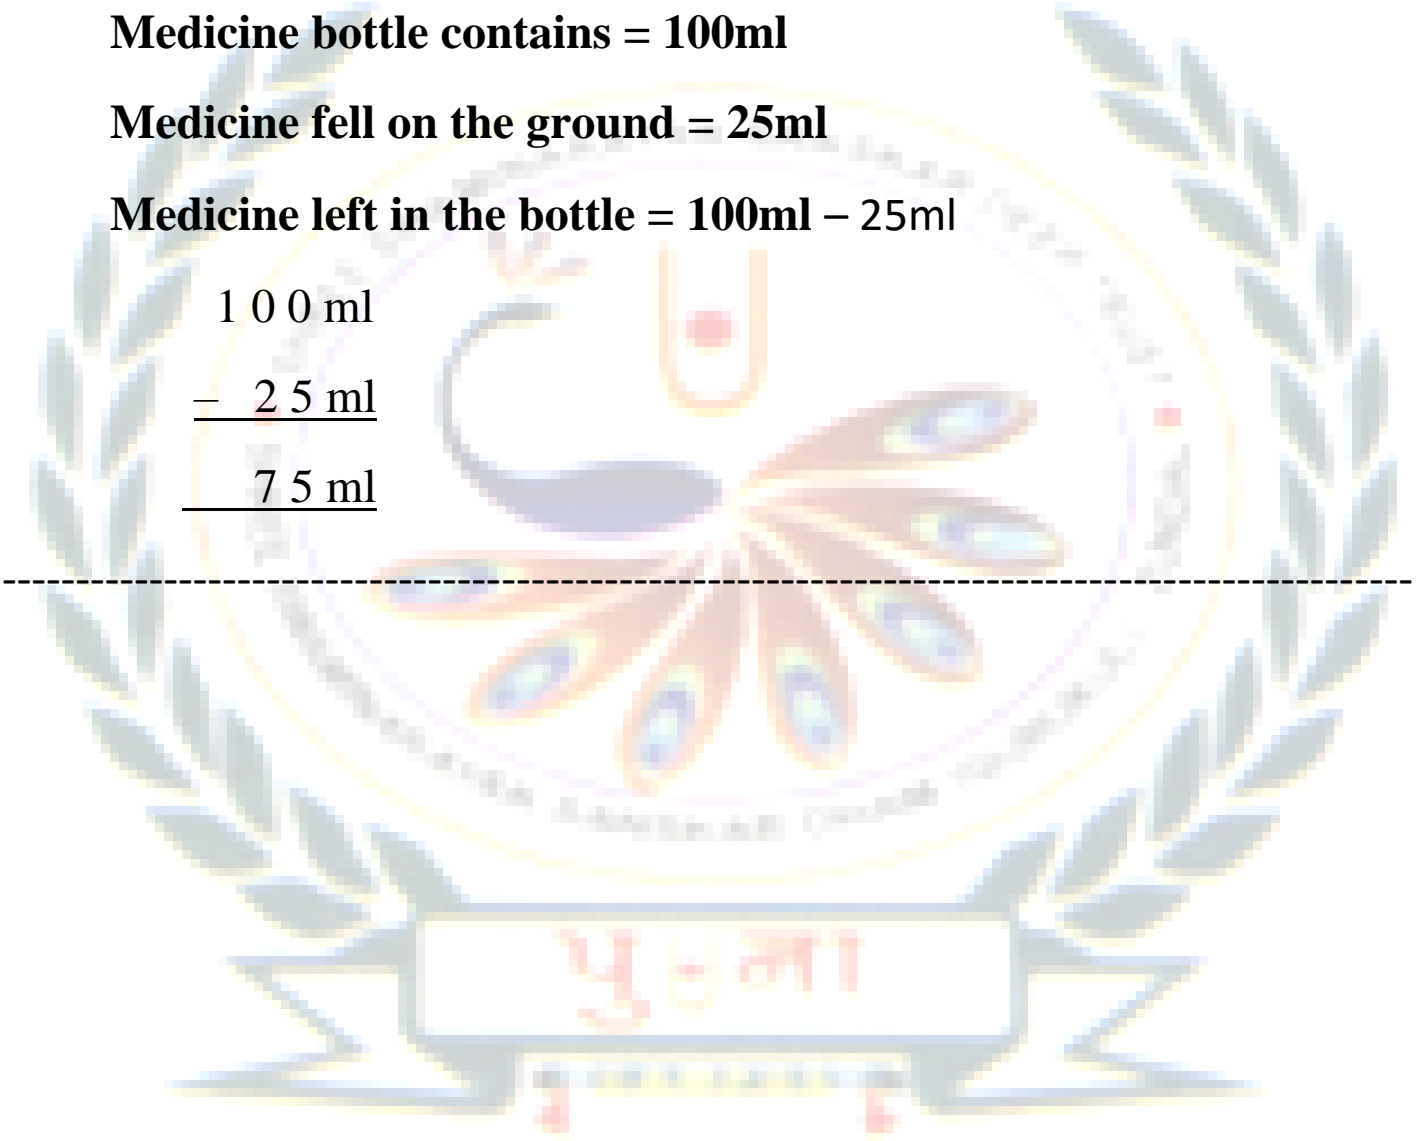 Medicine bottle contains = 100ml
Medicine fell on the ground = 25ml
Medicine left in the bottle = 100ml – 25ml
1 0 0 ml
– 2 5 ml
7 5 ml